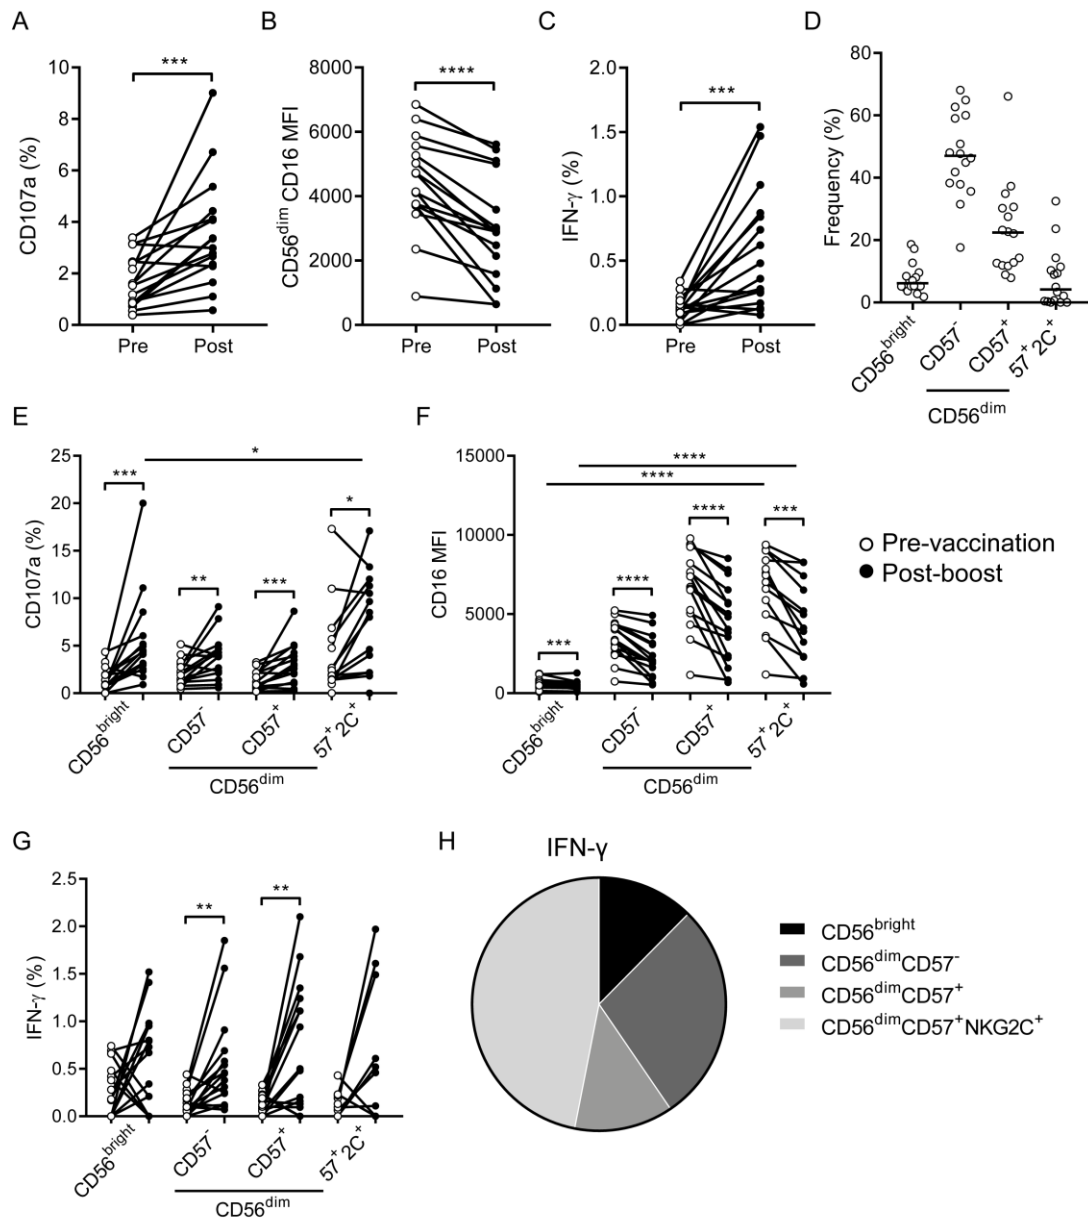 A
B
C
D
CD107a (%)
10
8
6
4
2
0
***
Pre
Post
CD56dim CD16 MFI
8000
6000
4000
2000
0
****
Pre
Post
IFN-γ (%)
2.0
1.5
1.0
0.5
0.0
***
Pre
Post
Frequency (%)
80
60
40
20
0
CD56bright
CD57-
CD57+
57+2C+
CD56dim
E
F
CD107a (%)
25
20
15
10
5
0
*
***
**
***
*
CD56bright
CD57-
CD57+
57+2C+
CD56dim
CD16 MFI
15000
10000
5000
0
****
****
***
****
****
***
CD56bright
CD57-
CD57+
57+2C+
CD56dim
Pre-vaccination
Post-boost
G
H
IFN-γ (%)
2.5
2.0
1.5
1.0
0.5
0.0
**
**
CD56bright
CD57-
CD57+
57+2C+
CD56dim
IFN-γ
CD56bright
CD56dimCD57-
CD56dimCD57+
CD56dimCD57+NKG2C+